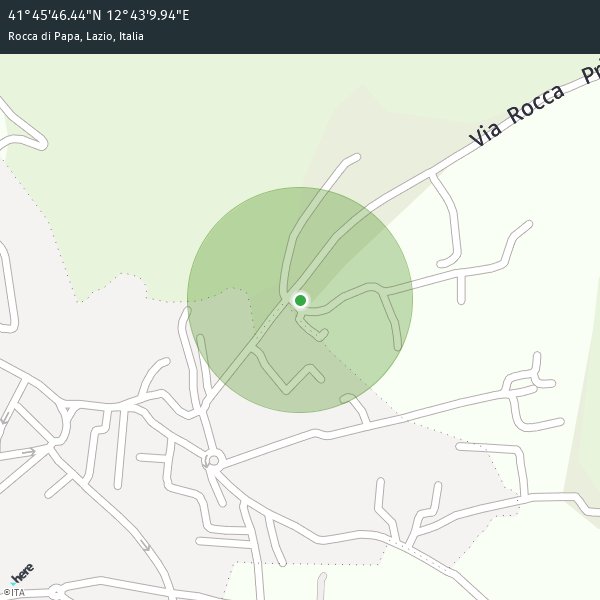 41°45'46.44"N 12°43'9.94"E
Rocca di Papa, Lazio, Italia
Via Rocca
here
©ITA